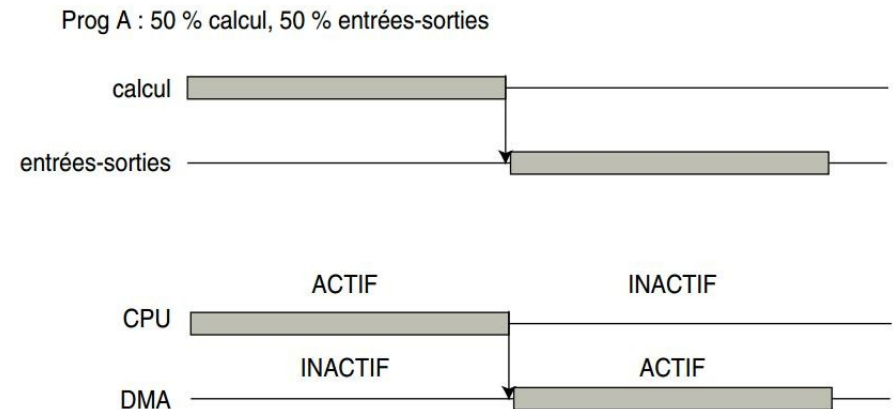 Prog A : 50 % calcul, 50 % entrées-sorties
calcul
entrées-sorties
ACTIF INACTIF
CPU
INACTIF ACTIF
DMA